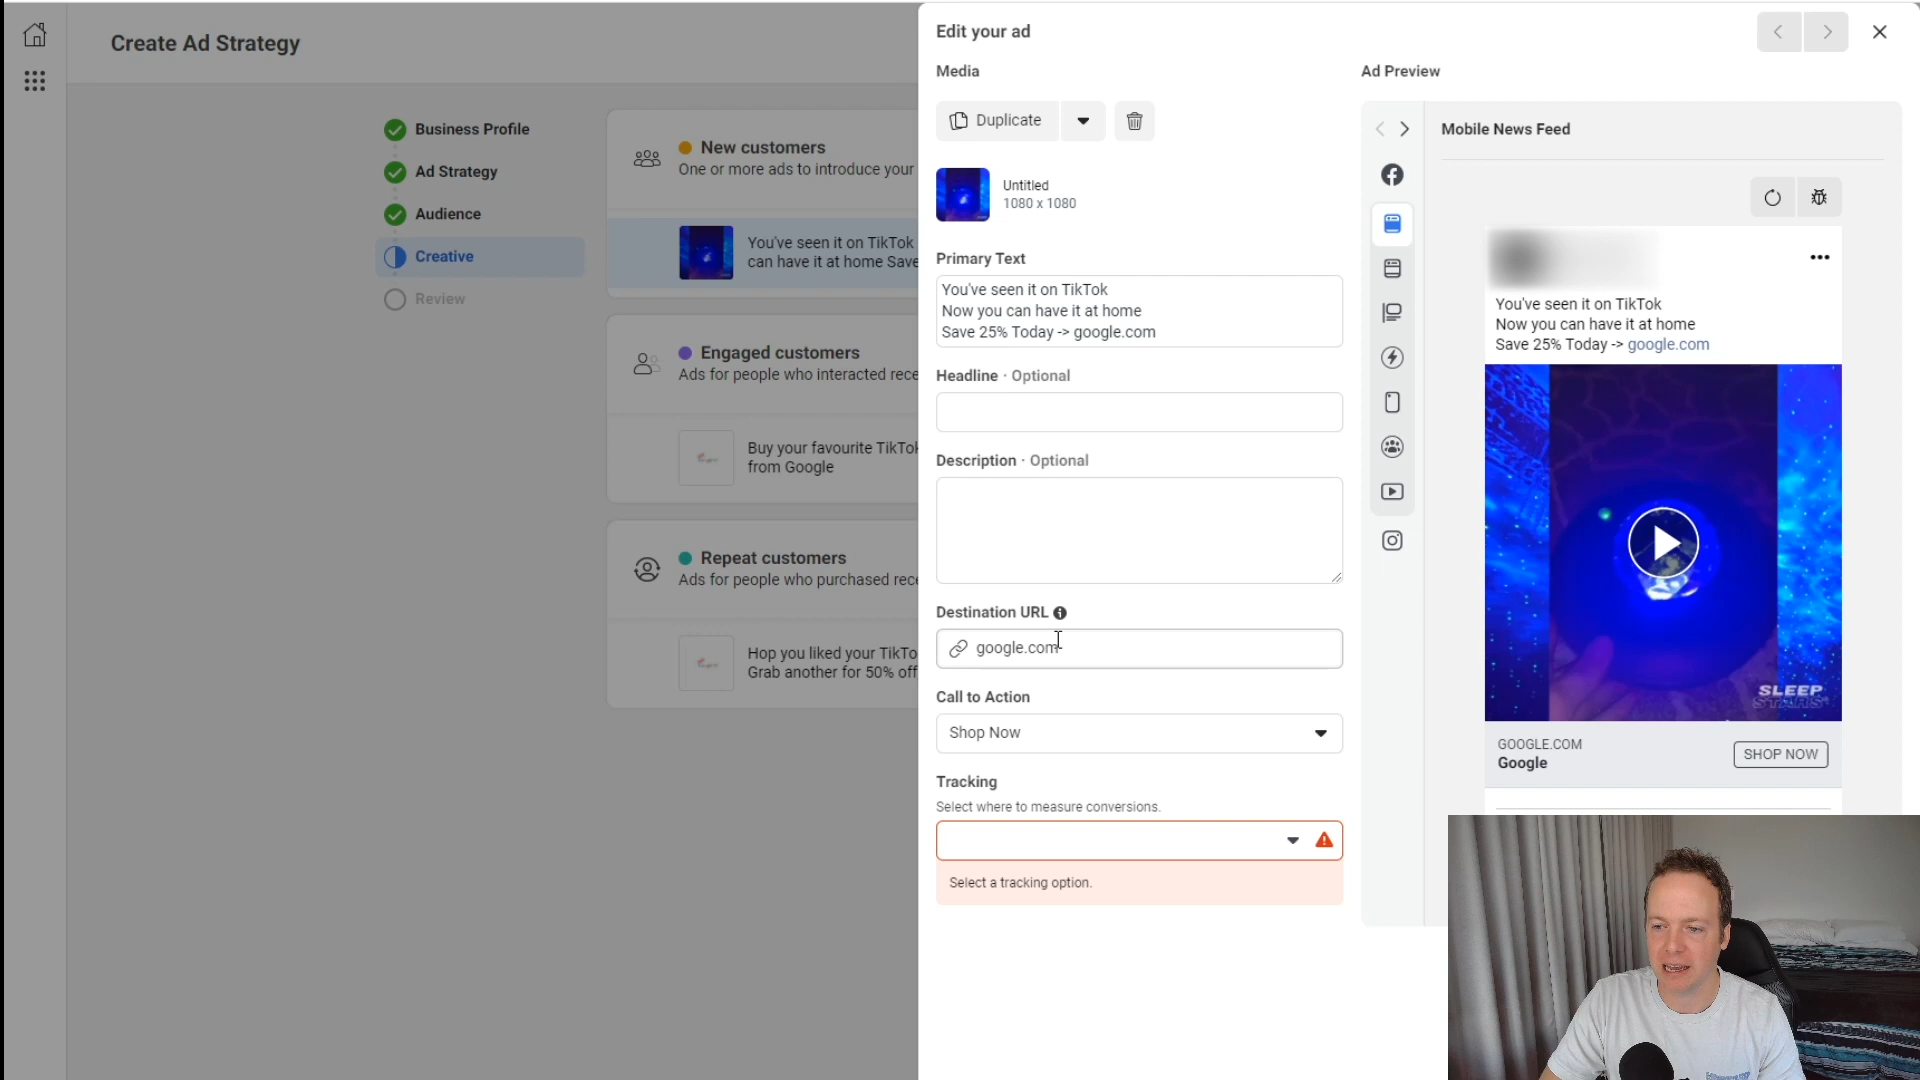 Create Ad Strategy
Business Profile
Ad Strategy
Audience
Creative
Review
New customers
One or more ads to introduce your
You've seen it on TikTok
can have it at home Save
Engaged customers
Ads for people who interacted rece
Buy your favourite TikTok
from Google
Repeat customers
Ads for people who purchased rece
Hop you liked your TikTo
Grab another for 50% off
Edit your ad
Media
Duplicate
Untitled
1080 x 1080
Primary Text
You've seen it on TikTok
Now you can have it at home
Save 25% Today -> google.com
Headline · Optional
Description · Optional
Destination URL
google.com
Call to Action
Shop Now
Tracking
Select where to measure conversions.
Select a tracking option.
Ad Preview
Mobile News Feed
You've seen it on TikTok
Now you can have it at home
Save 25% Today -> google.com
SLEEP
STARS
GOOGLE.COM
Google
SHOP NOW